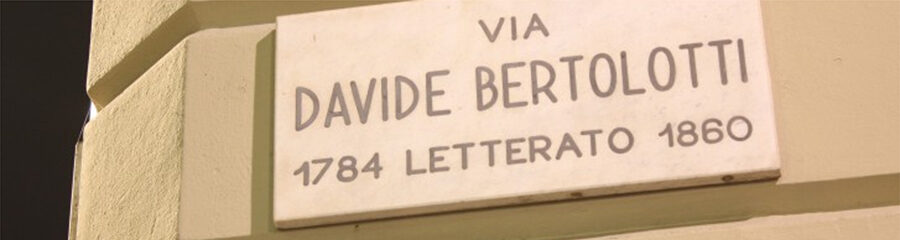 VIA
DAVIDE BERTOLOTTI
1784 LETTERATO 1860